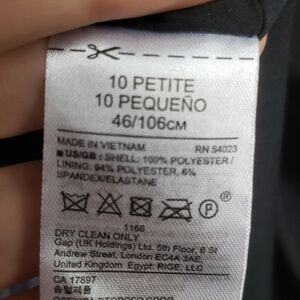 10 PETITE
10 PEQUEÑO
46/106CM
MADE IN VIETNAM RN 54023
US/GB: SHELL: 100% POLYESTER /
LINING: 94% POLYESTER, 6%
SPANDEX/ELASTANE
P ®
1166
DRY CLEAN ONLY
Gap (UK Holdings) Ltd. 5th Floor, 6 St
Andrew Street, London EC4A 3AE,
United Kingdom Egypt: RIGE, LLC
CA 17897